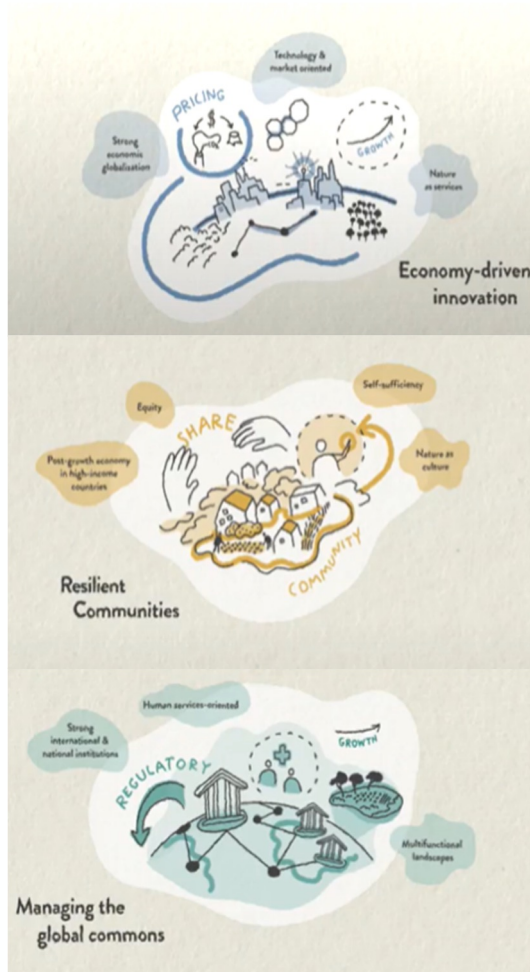 Technology &
market oriented
PRICING
$
Strong
economic
globalisation
GROWTH
Nature
as services
Economy-driven
innovation
Self-sufficiency
Equity
SHARE
Post-growth economy
in high-income
countries
Nature as
culture
COMMUNITY
Resilient
Communities
Human services-oriented
Strong
international &
national institutions
GROWTH
REGULATORY
Multifunctional
landscapes
Managing the
global commons